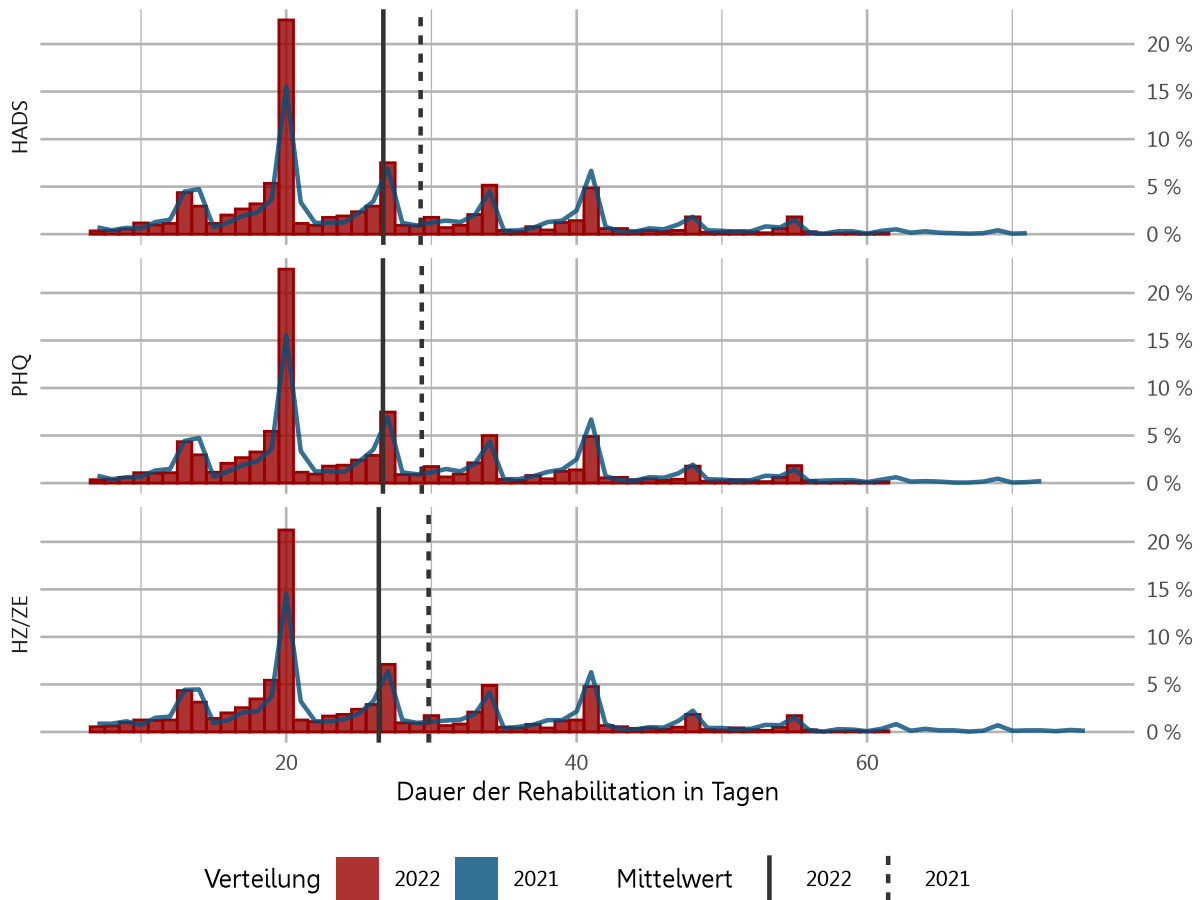 HADS
20 %
15 %
10 %
5 %
0 %
PHQ
20 %
15 %
10 %
5 %
0 %
HZ/ZE
20 %
15 %
10 %
5 %
0 %
20 40 60
Dauer der Rehabilitation in Tagen
Verteilung 2022 2021 Mittelwert 2022 2021